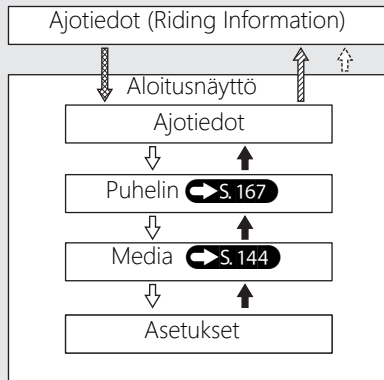 Ajotiedot (Riding Information)
Aloitusnäyttö
Ajotiedot
Puhelin S. 167
Media S. 144
Asetukset